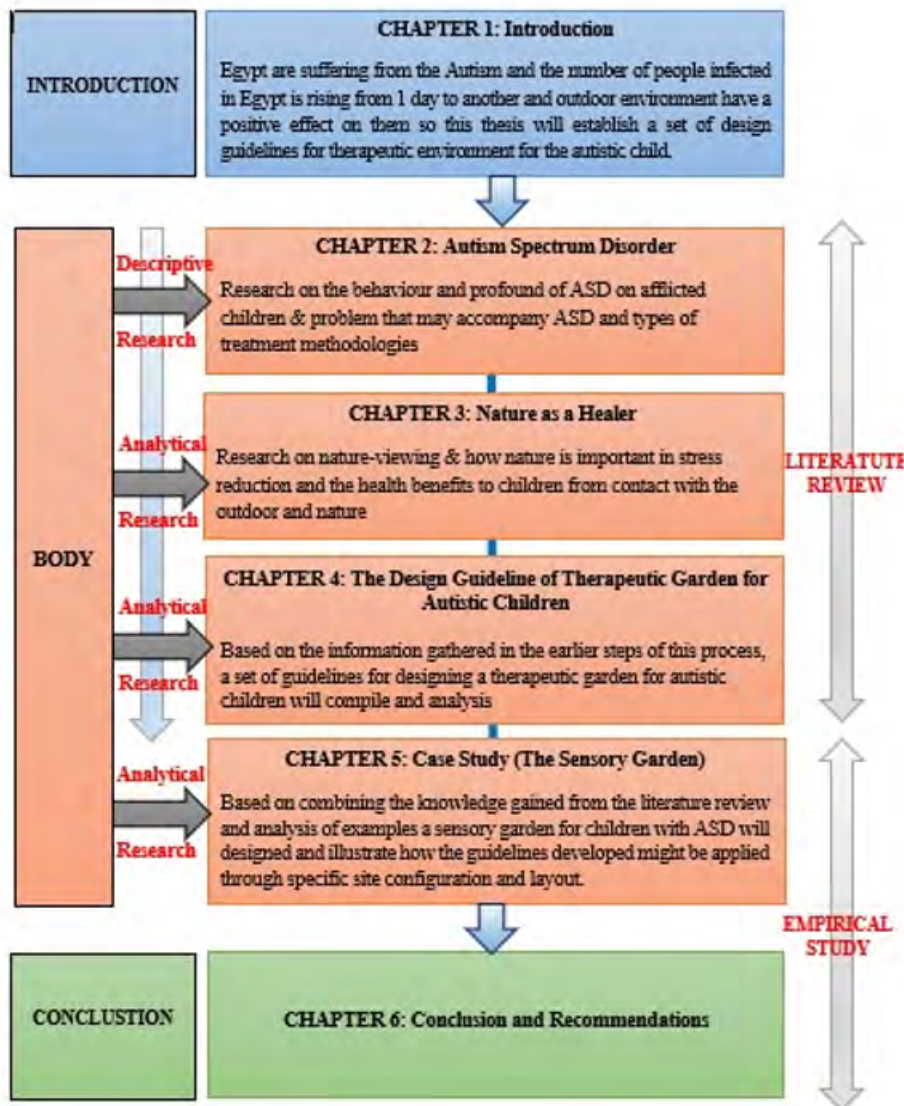 INTRODUCTION
CHAPTER 1: Introduction
Egypt are suffering from the Autism and the number of people infected
in Egypt is rising from 1 day to another and outdoor environment have a
positive effect on them so this thesis will establish a set of design
guidelines for therapeutic environment for the autistic child.
BODY
Descriptive
Research
CHAPTER 2: Autism Spectrum Disorder
Research on the behaviour and profound of ASD on afflicted
children & problem that may accompany ASD and types of
treatment methodologies
Analytical
Research
CHAPTER 3: Nature as a Healer
Research on nature-viewing & how nature is important in stress
reduction and the health benefits to children from contact with the
outdoor and nature
LITERATUTE
REVIEW
Analytical
Research
CHAPTER 4: The Design Guideline of Therapeutic Garden for
Autistic Children
Based on the information gathered in the earlier steps of this process,
a set of guidelines for designing a therapeutic garden for autistic
children will compile and analysis
Analytical
Research
CHAPTER 5: Case Study (The Sensory Garden)
Based on combining the knowledge gained from the literature review
and analysis of examples a sensory garden for children with ASD will
designed and illustrate how the guidelines developed might be applied
through specific site configuration and layout.
EMPIRICAL
STUDY
CONCLUSTION
CHAPTER 6: Conclusion and Recommendations